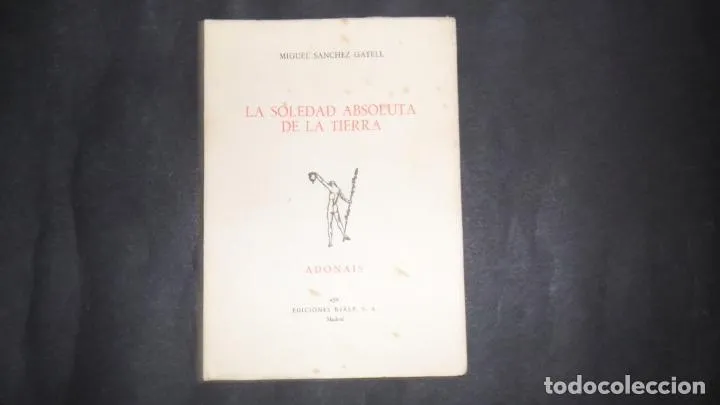 MIGUEL SANCHEZ GATELL
LA SOLEDAD ABSOLUTA
DE LA TIERRA
ADONAIS
EDICIONES RIALP, S. A.
Madrid
todocoleccion